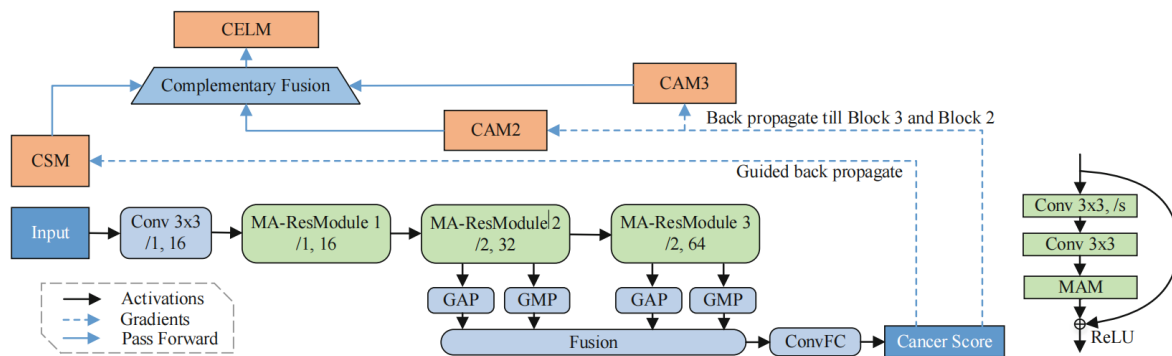 CELM
Complementary Fusion
CAM3
CAM2
Back propagate till Block 3 and Block 2
CSM
Guided back propagate
Input
Conv 3x3
/1, 16
MA-ResModule 1
/1, 16
MA-ResModule 2
/2, 32
MA-ResModule 3
/2, 64
GAP
GMP
GAP
GMP
Fusion
ConvFC
Cancer Score
Activations
Gradients
Pass Forward
Conv 3x3, /s
Conv 3x3
MAM
ReLU